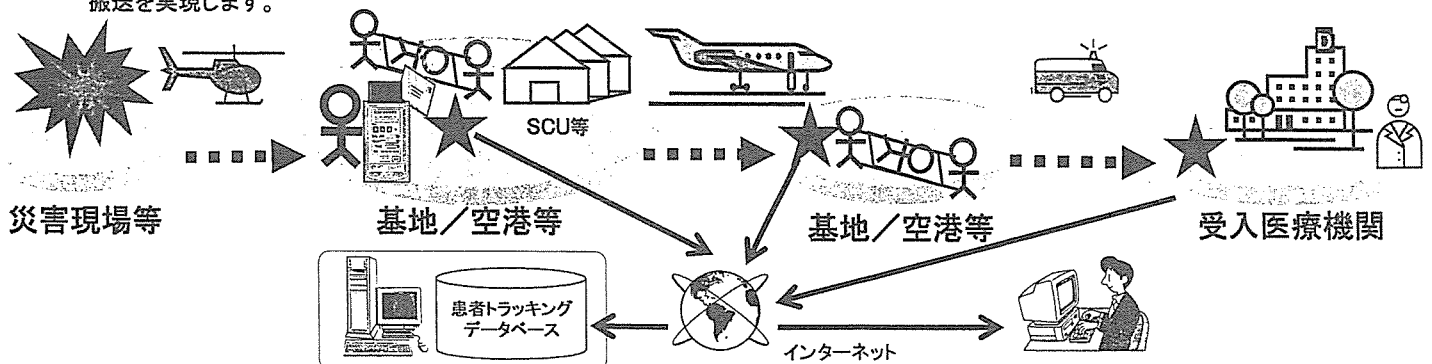 搬送を実現します。
D
SCU等
災害現場等
基地／空港等
基地／空港等
受入医療機関
患者トラッキング
データベース
インターネット